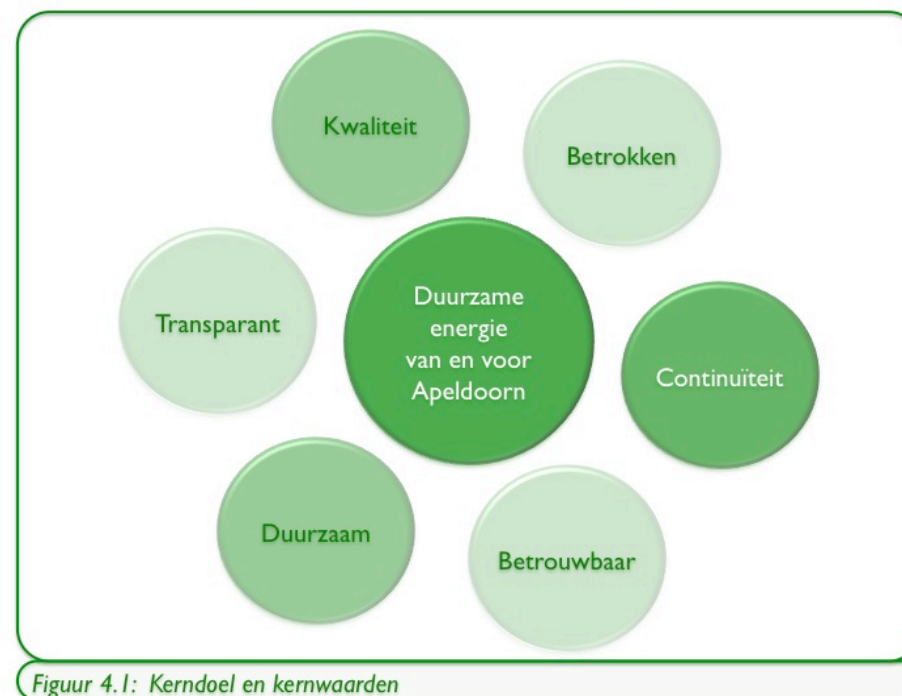 Kwaliteit
Betrokken
Transparant
Duurzame
energie
van en voor
Apeldoorn
Continuïteit
Duurzaam
Betrouwbaar
Figuur 4.1: Kerndoel en kernwaarden